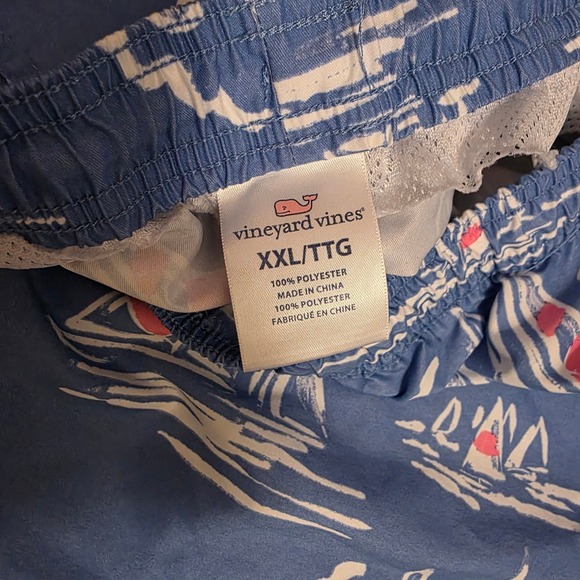 vineyard vines®
XXL/TTG
100% POLYESTER
MADE IN CHINA
100% POLYESTER
FABRIQUÉ EN CHINE